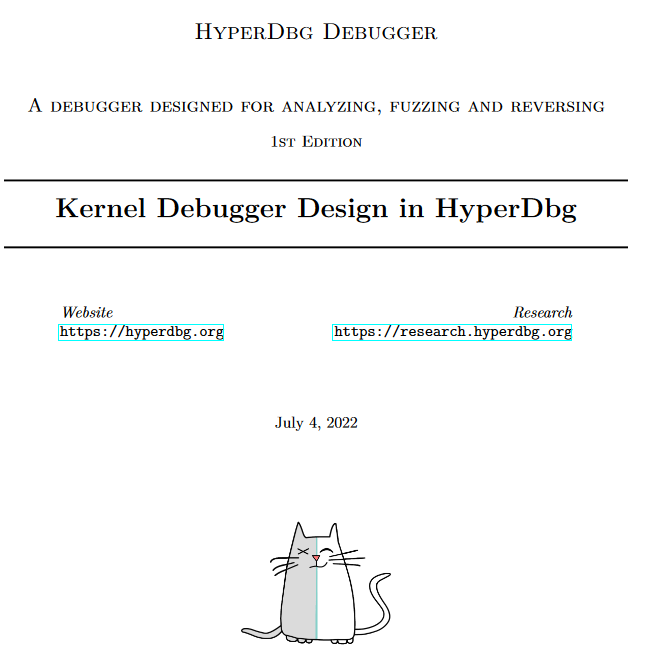 HyperDbg Debugger
A debugger designed for analyzing, fuzzing and reversing
1st Edition
Kernel Debugger Design in HyperDbg
Website
https://hyperdbg.org
Research
https://research.hyperdbg.org
July 4, 2022